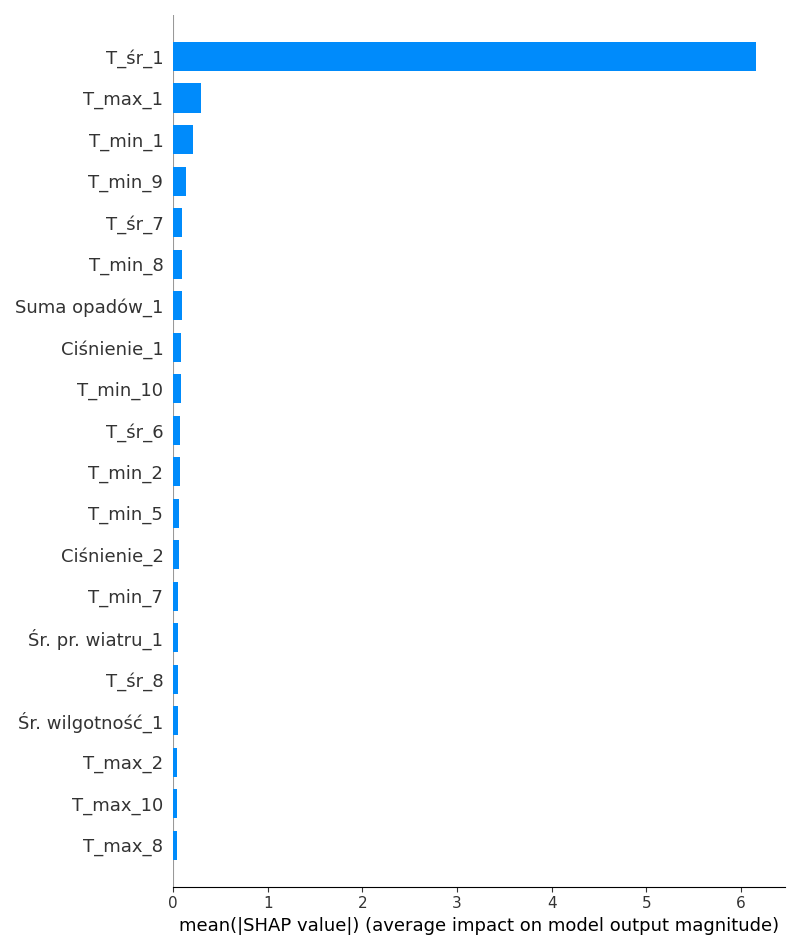 T_śr_1
T_max_1
T_min_1
T_min_9
T_śr_7
T_min_8
Suma opadów_1
Ciśnienie_1
T_min_10
T_śr_6
T_min_2
T_min_5
Ciśnienie_2
T_min_7
Śr. pr. wiatru_1
T_śr_8
Śr. wilgotność_1
T_max_2
T_max_10
T_max_8
0 1 2 3 4 5 6
mean(|SHAP value|) (average impact on model output magnitude)